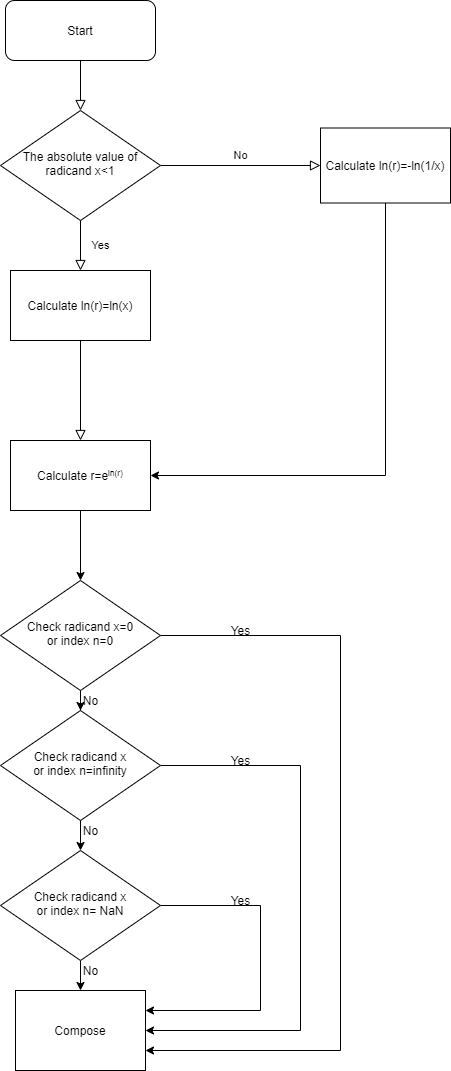 Start
The absolute value of
radicand x<1
No
Calculate ln(r)=-ln(1/x)
Yes
Calculate ln(r)=ln(x)
Calculate r=e^ln(r)
Check radicand x=0
or index n=0
Yes
No
Check radicand x
or index n=infinity
Yes
No
Check radicand x
or index n= NaN
Yes
No
Compose